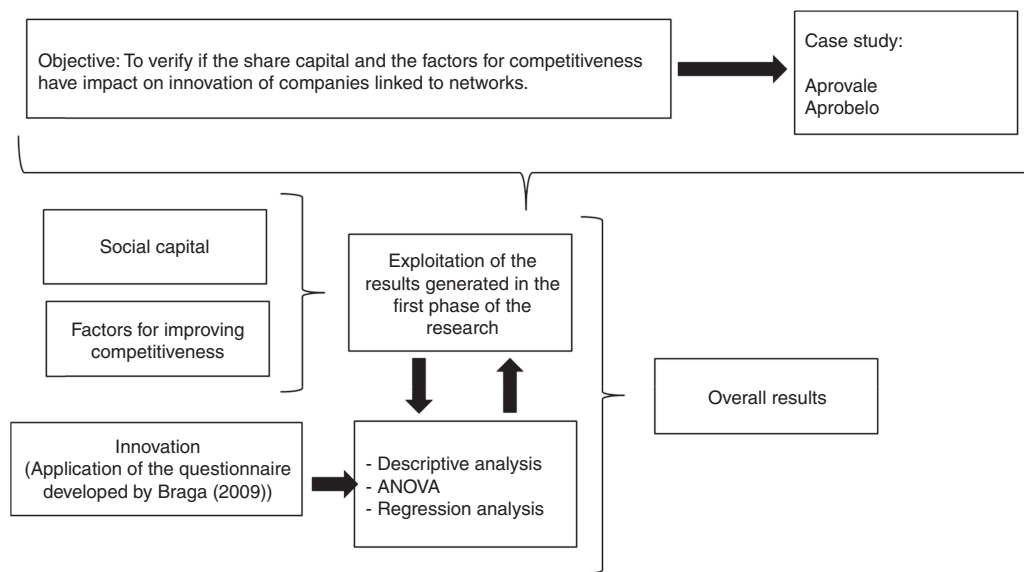 Objective: To verify if the share capital and the factors for competitiveness
have impact on innovation of companies linked to networks.
Case study:
Aprovale
Aprobelo
Social capital
Factors for improving
competitiveness
Exploitation of the
results generated in the
first phase of the
research
Innovation
(Application of the questionnaire
developed by Braga (2009))
- Descriptive analysis
- ANOVA
- Regression analysis
Overall results